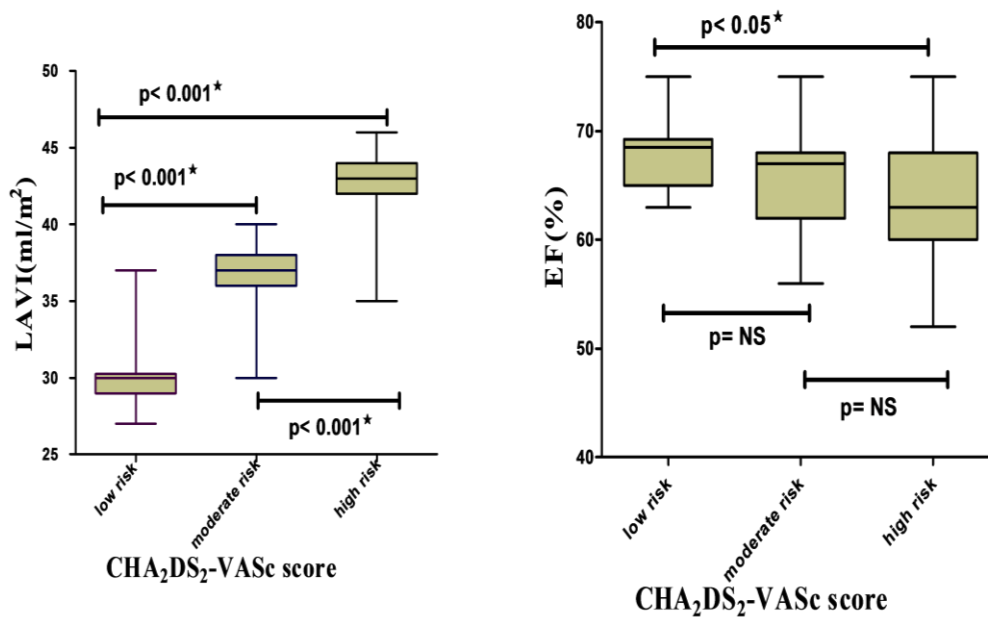 50
45
40
35
30
25
LAVI(ml/m²)
p< 0.001*
p< 0.001*
p< 0.001*
low risk
moderate risk
high risk
CHA₂DS₂-VASc score
80
70
60
50
40
EF(%)
p< 0.05*
p= NS
p= NS
low risk
moderate risk
high risk
CHA₂DS₂-VASc score